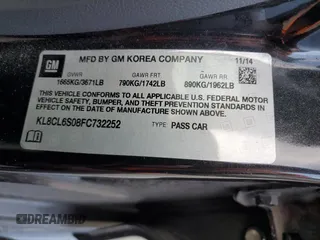 GM
MFD BY GM KOREA COMPANY
11/14
GVWR GAWR FRT GAWR RR
1665KG/3671LB 790KG/1742LB 890KG/1962LB
THIS VEHICLE CONFORMS TO ALL APPLICABLE U.S. FEDERAL MOTOR
VEHICLE SAFETY, BUMPER, AND THEFT PREVENTION STANDARDS IN
EFFECT ON THE DATE OF MANUFACTURE SHOWN ABOVE.
KL8CL6S08FC732252 TYPE: PASS CAR
DREAMBID